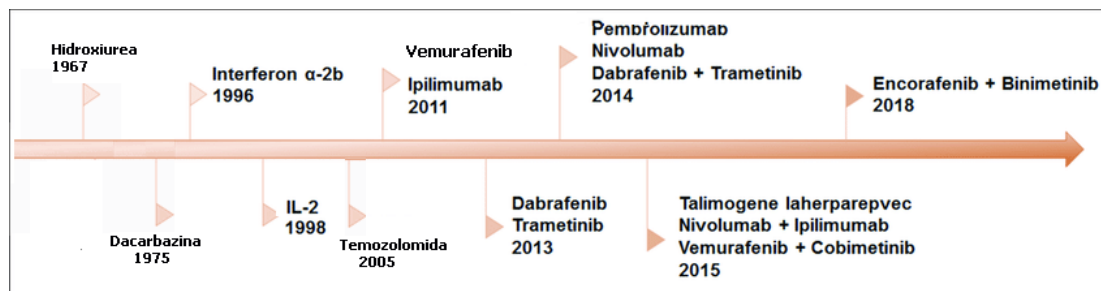 Hidroxiurea
1967
Dacarbazina
1975
Interferon α-2b
1996
IL-2
1998
Temozolomida
2005
Vemurafenib
Ipilimumab
2011
Dabrafenib
Trametinib
2013
Pembrolizumab
Nivolumab
Dabrafenib + Trametinib
2014
Talimogene laherparepvec
Nivolumab + Ipilimumab
Vemurafenib + Cobimetinib
2015
Encorafenib + Binimetinib
2018